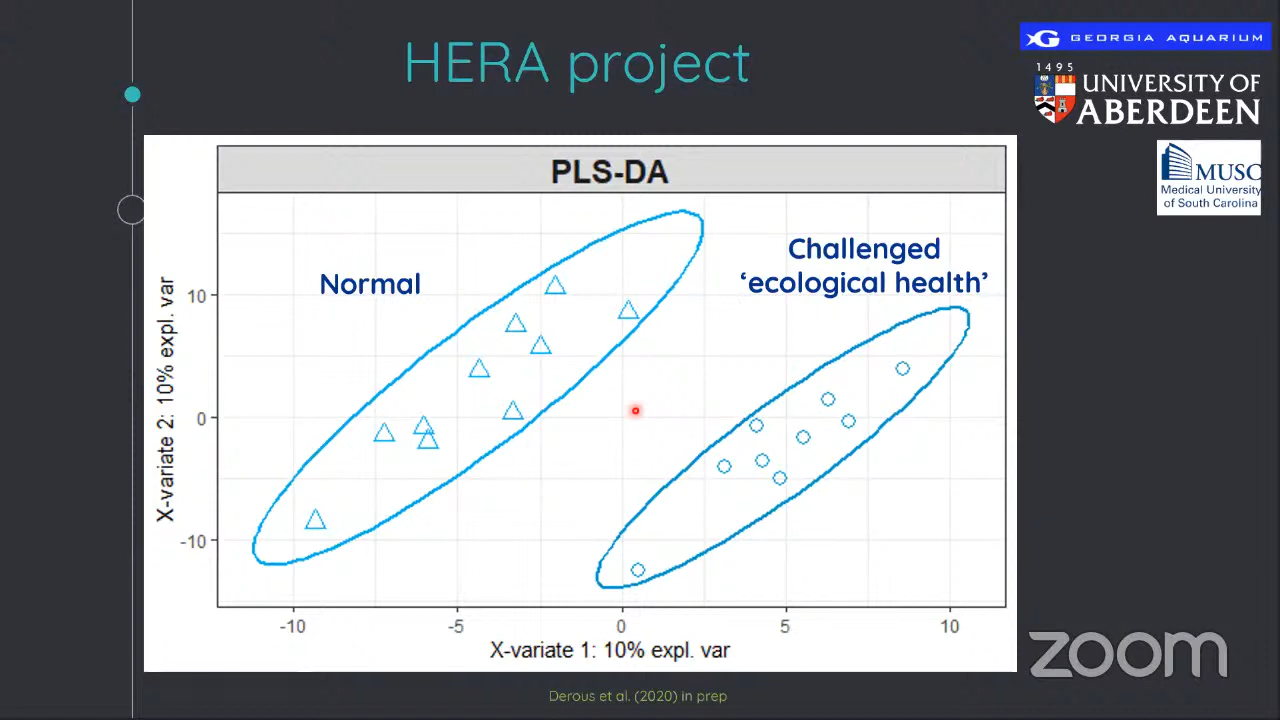 HERA project
GEORGIA AQUARIUM
1495
UNIVERSITY OF
ABERDEEN
MUSC
Medical University
of South Carolina
PLS-DA
Normal
Challenged
‘ecological health’
X-variate 2: 10% expl. var
10
0
-10
-10
-5
0
5
10
X-variate 1: 10% expl. var
zoom
Derous et al. (2020) in prep